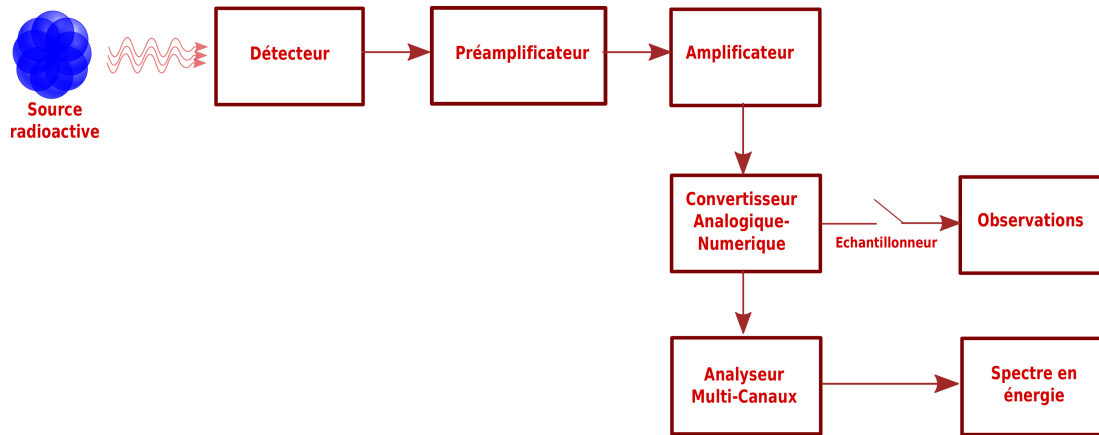 Source
radioactive
Détecteur
Préamplificateur
Amplificateur
Convertisseur
Analogique-
Numerique
Echantillonneur
Observations
Analyseur
Multi-Canaux
Spectre en
énergie